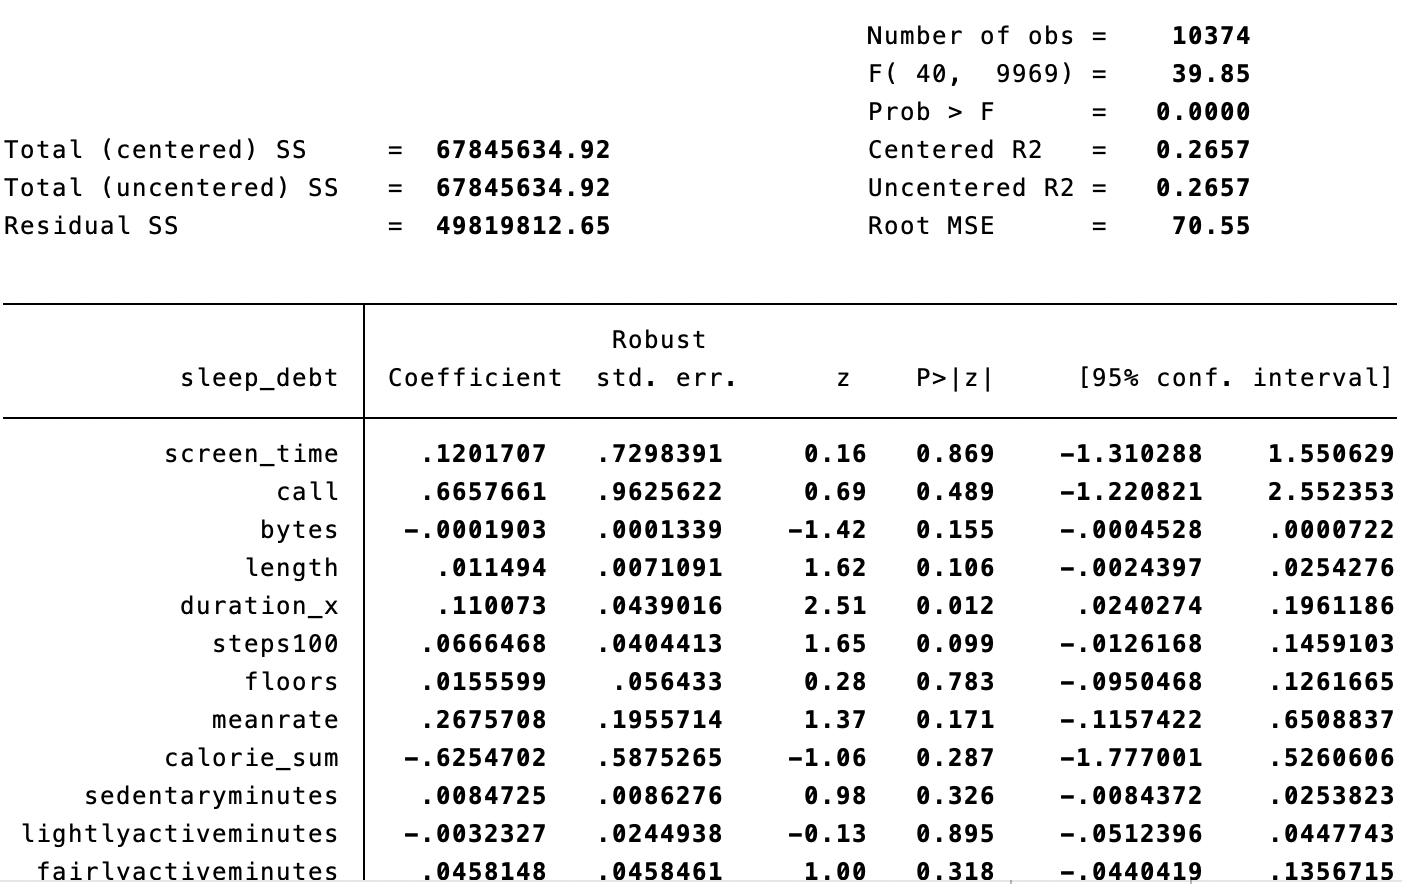 Number of obs = 10374
F( 40, 9969) = 39.85
Prob > F = 0.0000
Total (centered) SS = 67845634.92 Centered R2 = 0.2657
Total (uncentered) SS = 67845634.92 Uncentered R2 = 0.2657
Residual SS = 49819812.65 Root MSE = 70.55
Robust
sleep_debt Coefficient std. err. z P>|z| [95% conf. interval]
screen_time .1201707 .7298391 0.16 0.869 −1.310288 1.550629
call .6657661 .9625622 0.69 0.489 −1.220821 2.552353
bytes −.0001903 .0001339 −1.42 0.155 −.0004528 .0000722
length .011494 .0071091 1.62 0.106 −.0024397 .0254276
duration_x .110073 .0439016 2.51 0.012 .0240274 .1961186
steps100 .0666468 .0404413 1.65 0.099 −.0126168 .1459103
floors .0155599 .056433 0.28 0.783 −.0950468 .1261665
meanrate .2675708 .1955714 1.37 0.171 −.1157422 .6508837
calorie_sum −.6254702 .5875265 −1.06 0.287 −1.777001 .5260606
sedentaryminutes .0084725 .0086276 0.98 0.326 −.0084372 .0253823
lightlyactiveminutes −.0032327 .0244938 −0.13 0.895 −.0512396 .0447743
fairlyactiveminutes .0458148 .0458461 1.00 0.318 −.0440419 .1356715